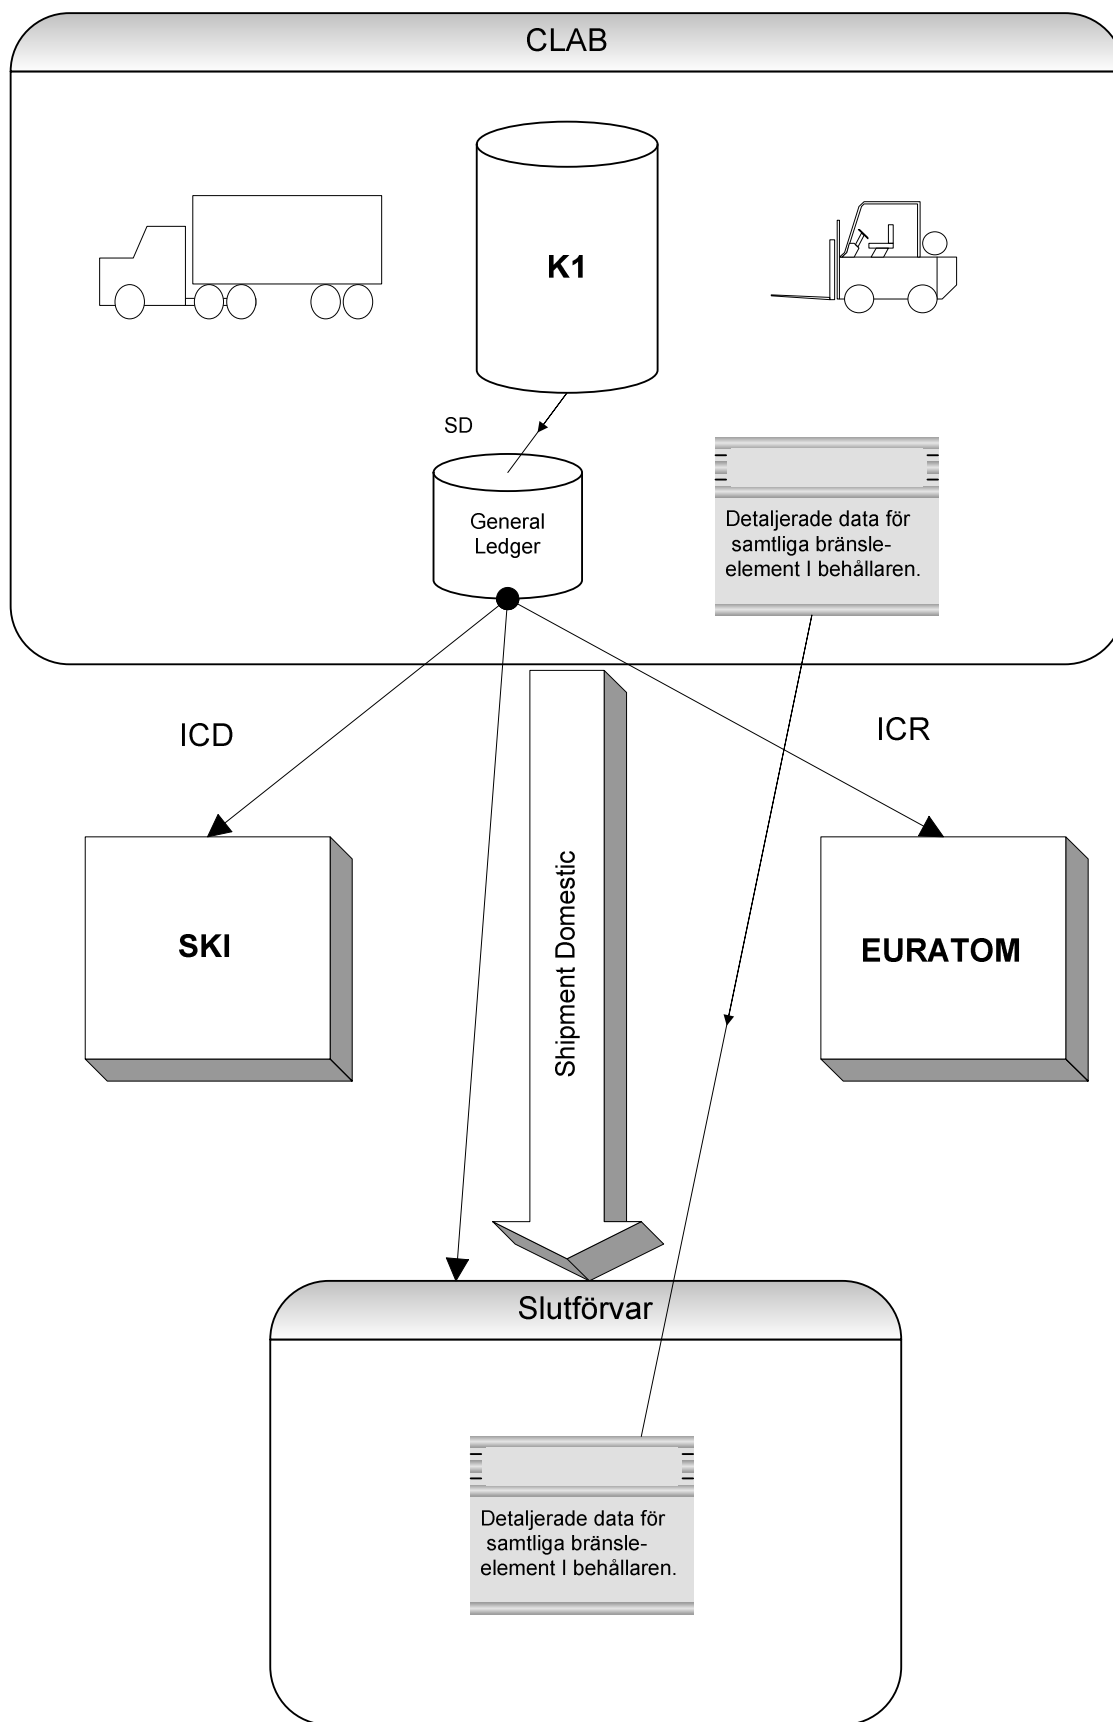 CLAB
K1
SD
General
Ledger
Detaljerade data för
samtliga bränsle-
element I behållaren.
ICD
ICR
SKI
Shipment Domestic
EURATOM
Slutförvar
Detaljerade data för
samtliga bränsle-
element I behållaren.